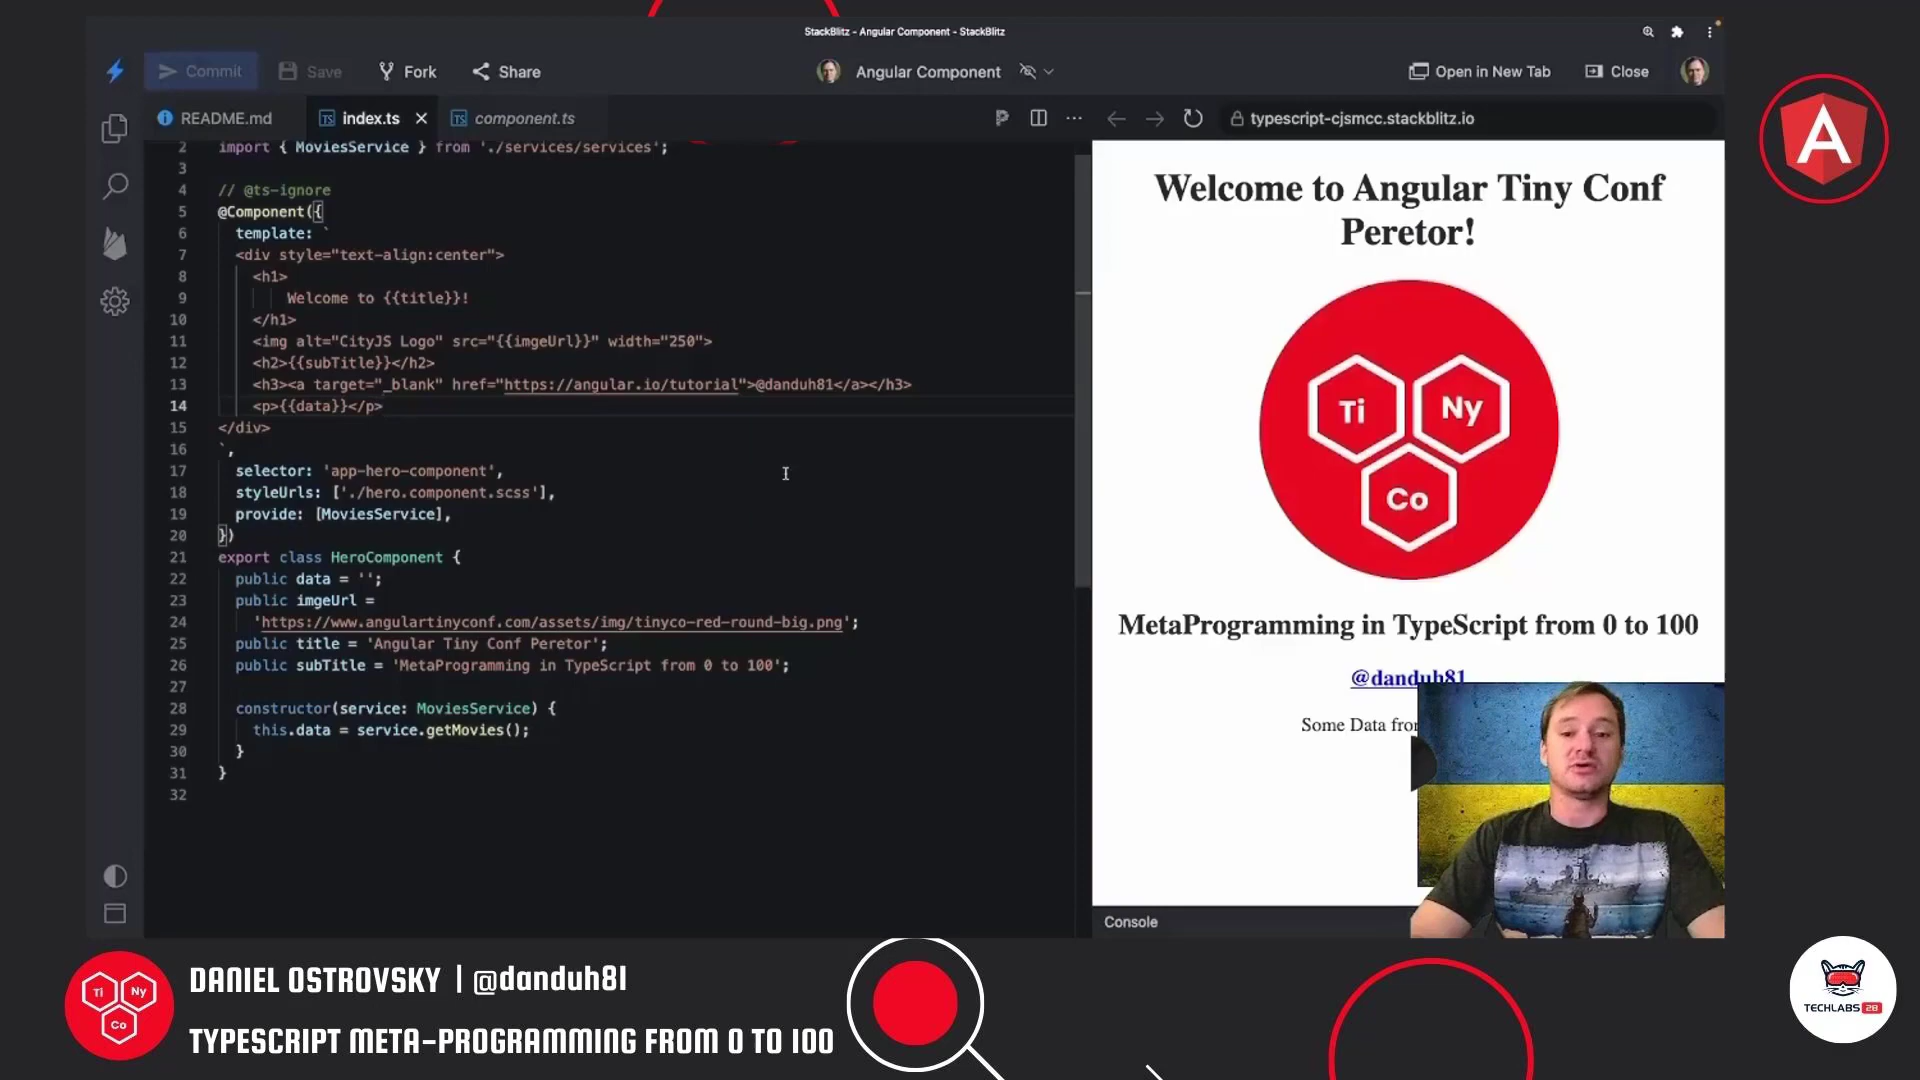 StackBlitz - Angular Component - StackBlitz
Commit
Save
Fork
Share
Angular Component
Open in New Tab
Close
README.md
index.ts
component.ts
typescript-cjsmcc.stackblitz.io
2 import { MoviesService } from './services/services';
3
4 // @ts-ignore
5 @Component({
6 template: `
7 <div style="text-align:center">
8 <h1>
9 Welcome to {{title}}!
10 </h1>
11 <img alt="CityJS Logo" src="{{imgeUrl}}" width="250">
12 <h2>{{subTitle}}</h2>
13 <h3><a target="_blank" href="https://angular.io/tutorial">@danduh81</a></h3>
14 <p>{{data}}</p>
15 </div>
16 `,
17 selector: 'app-hero-component',
18 styleUrls: ['./hero.component.scss'],
19 provide: [MoviesService],
20 })
21 export class HeroComponent {
22 public data = '';
23 public imgeUrl =
24 'https://www.angulartinyconf.com/assets/img/tinyco-red-round-big.png';
25 public title = 'Angular Tiny Conf Peretor';
26 public subTitle = 'MetaProgramming in TypeScript from 0 to 100';
27
28 constructor(service: MoviesService) {
29 this.data = service.getMovies();
30 }
31 }
32
Welcome to Angular Tiny Conf
Peretor!
Ti
Ny
Co
MetaProgramming in TypeScript from 0 to 100
@danduh81
Some Data
Console
A
Ti
Ny
Co
DANIEL OSTROVSKY | @danduh81
TYPESCRIPT META-PROGRAMMING FROM 0 TO 100
TECHLABS 28